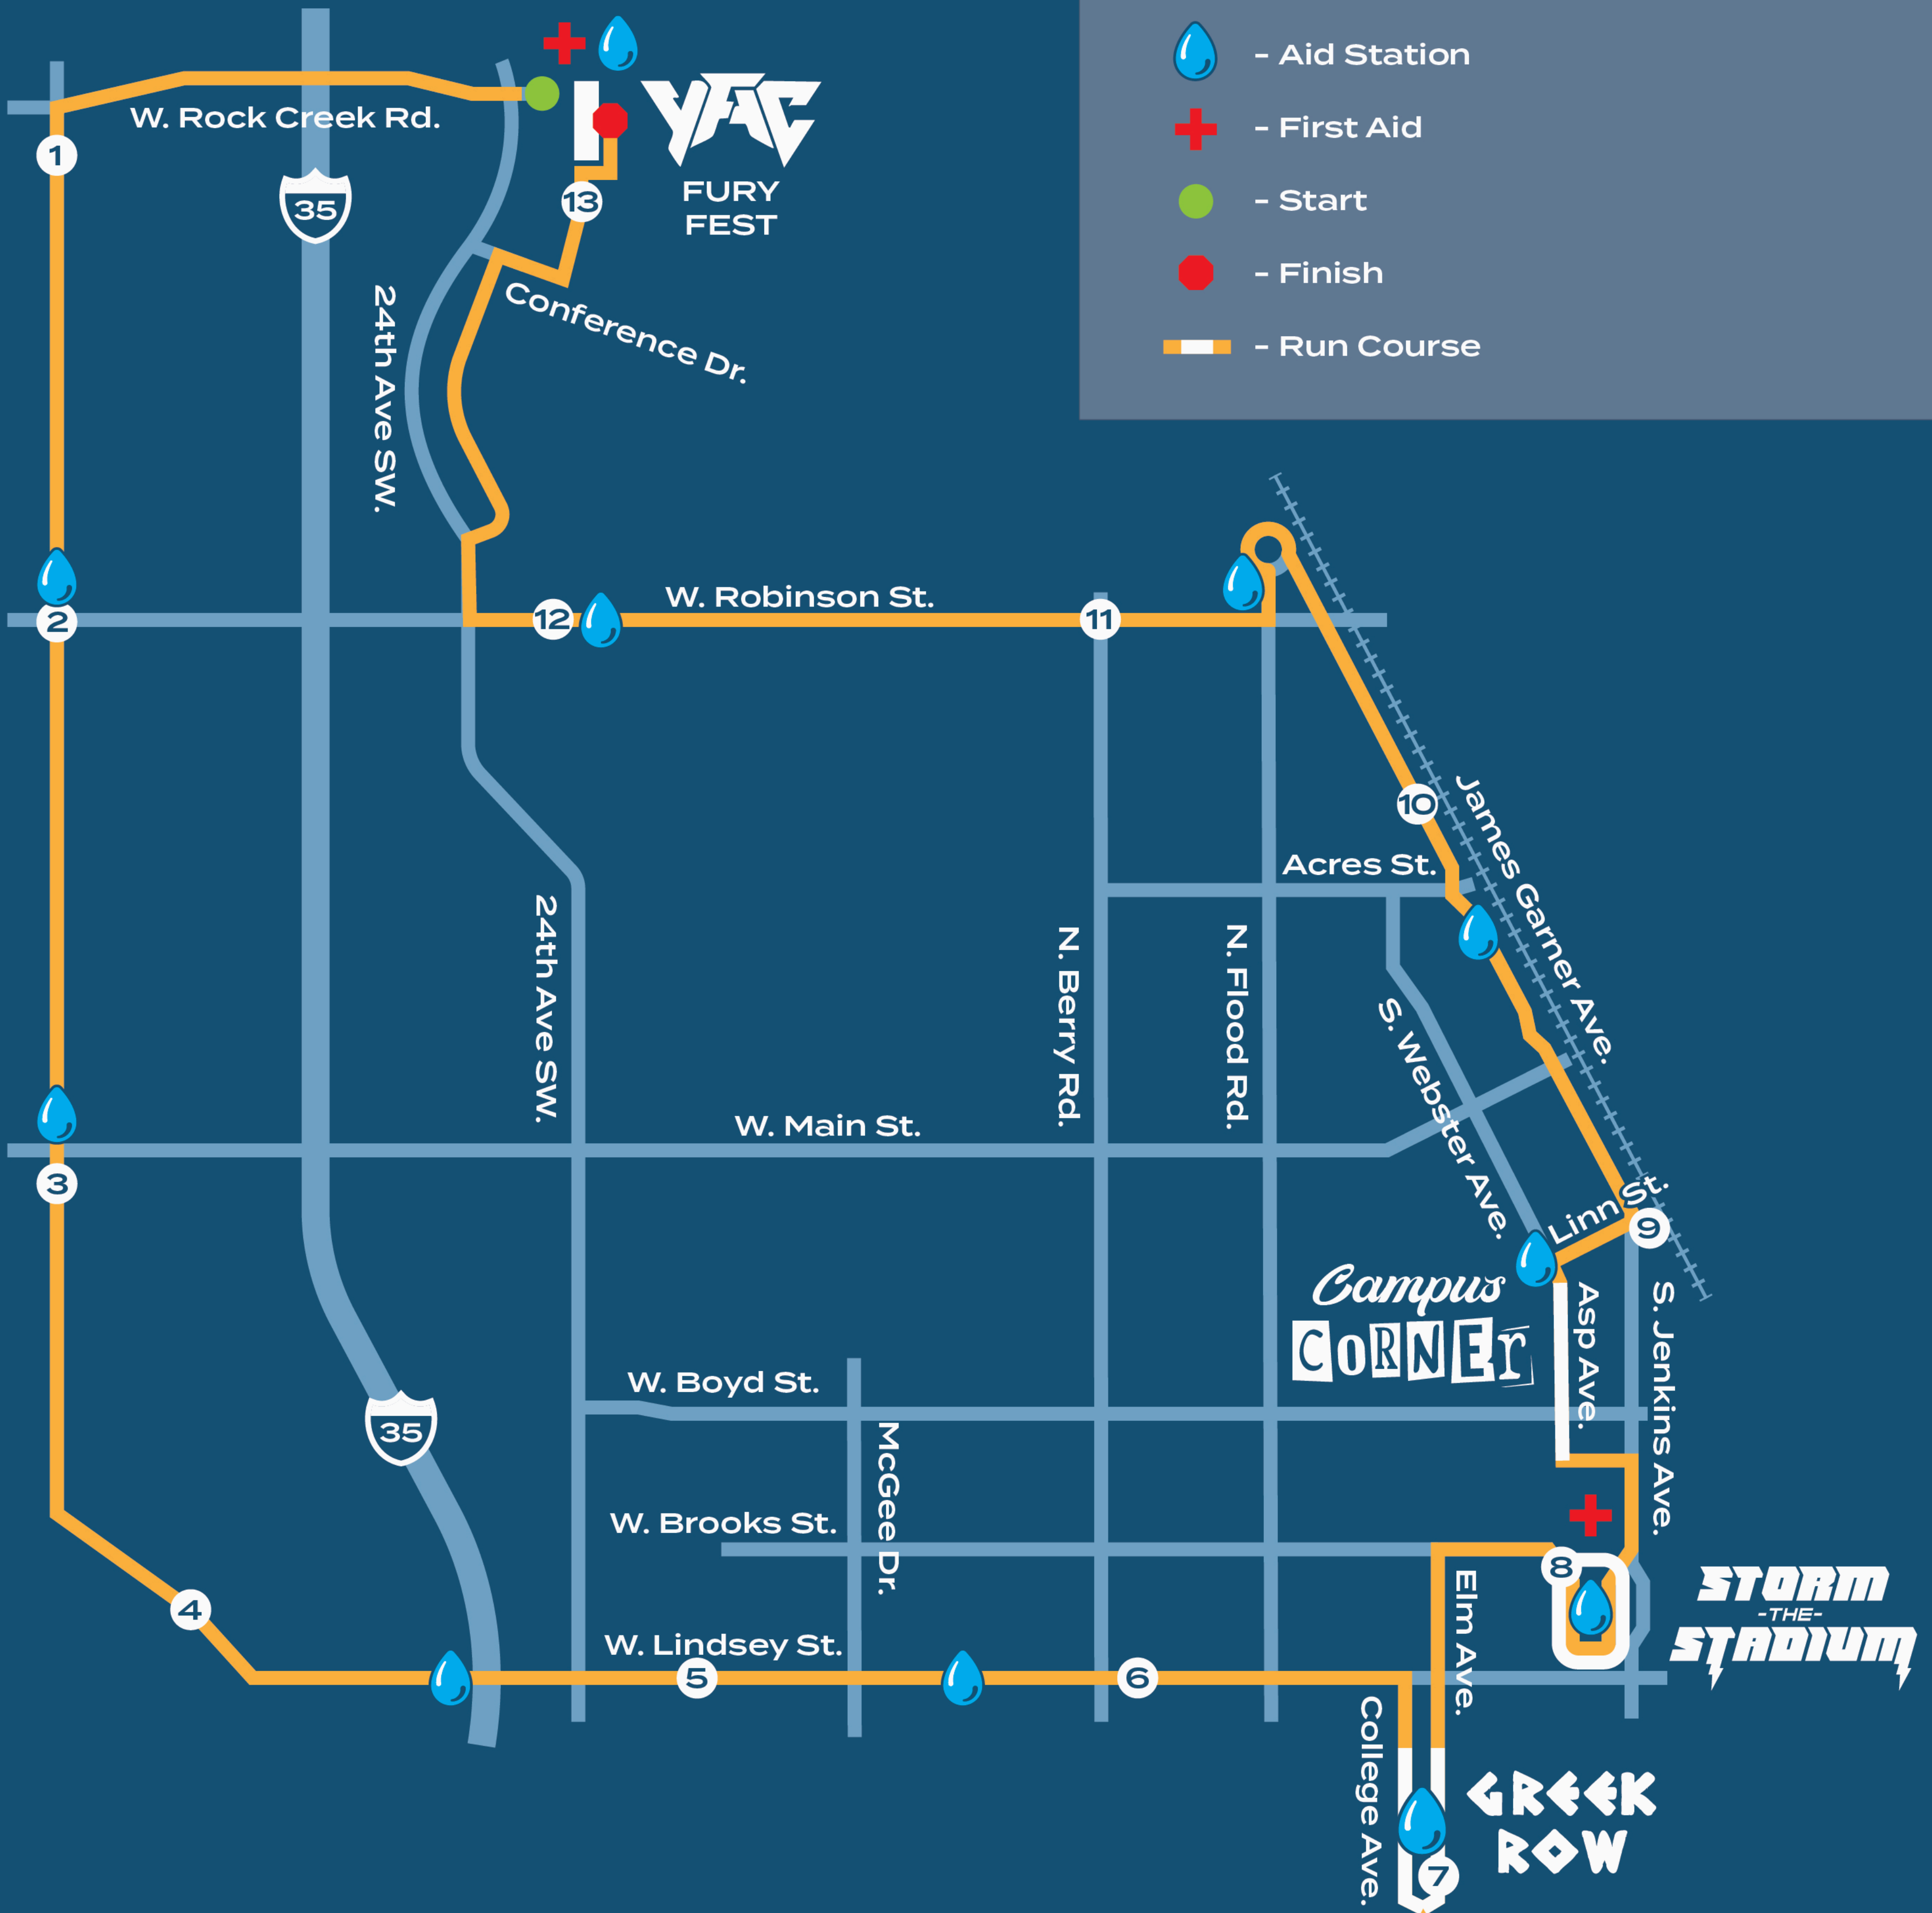 - Aid Station
- First Aid
- Start
- Finish
- Run Course
YFAC
FURY
FEST
W. Rock Creek Rd.
1
35
13
24th Ave SW.
Conference Dr.
2
12
W. Robinson St.
11
10
James Garner Ave.
Acres St.
24th Ave SW.
N. Berry Rd.
N. Flood Rd.
S. Webster Ave.
W. Main St.
3
Linn St.
9
Campus
CORNEr
Asp Ave.
S. Jenkins Ave.
W. Boyd St.
35
McGee Dr.
W. Brooks St.
8
Elm Ave.
STORM
-THE-
STADIUM
4
W. Lindsey St.
5
6
College Ave.
GREEK
ROW
7